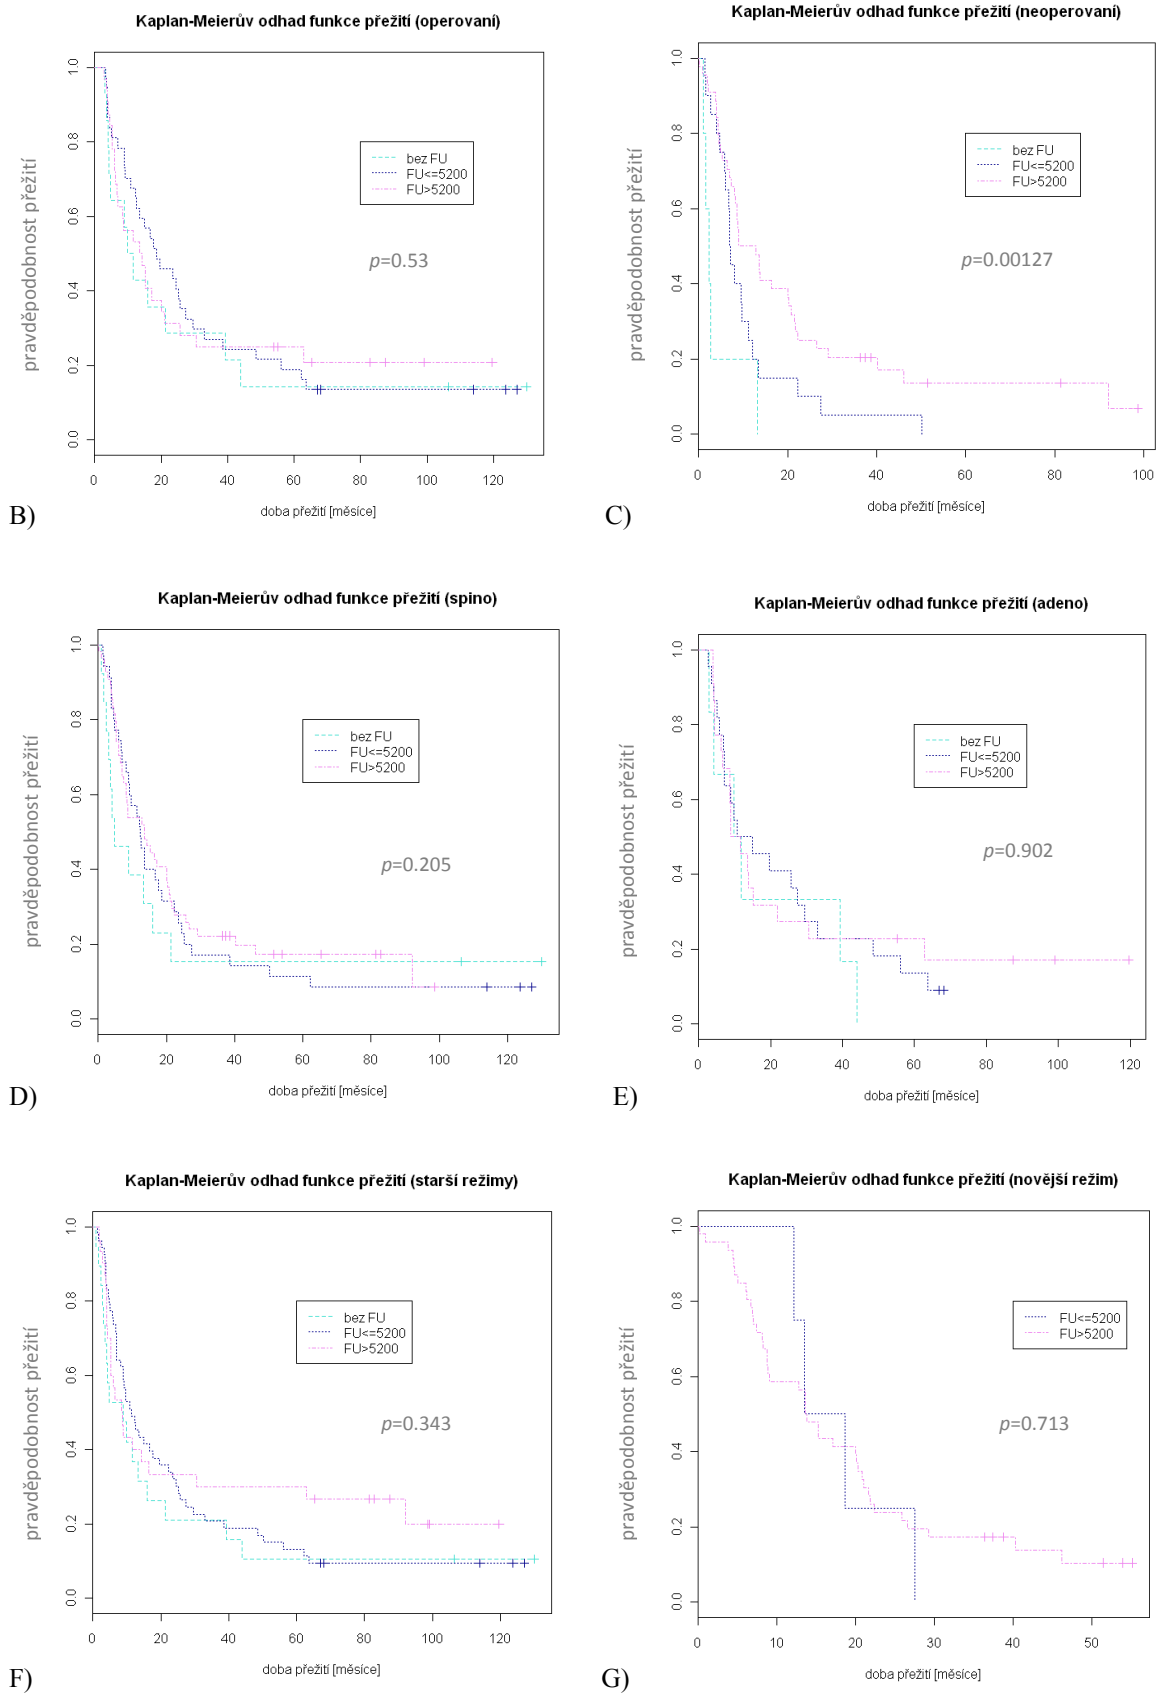 Kaplan-Meierův odhad funkce přežití (operovaní)
pravděpodobnost přežití
0.0 0.2 0.4 0.6 0.8 1.0
bez FU
FU<=5200
FU>5200
p=0.53
0 20 40 60 80 100 120
doba přežití [měsíce]
B)
Kaplan-Meierův odhad funkce přežití (neoperovaní)
pravděpodobnost přežití
0.0 0.2 0.4 0.6 0.8 1.0
bez FU
FU<=5200
FU>5200
p=0.00127
0 20 40 60 80 100
doba přežití [měsíce]
C)
Kaplan-Meierův odhad funkce přežití (spino)
pravděpodobnost přežití
0.0 0.2 0.4 0.6 0.8 1.0
bez FU
FU<=5200
FU>5200
p=0.205
0 20 40 60 80 100 120
doba přežití [měsíce]
D)
Kaplan-Meierův odhad funkce přežití (adeno)
pravděpodobnost přežití
0.0 0.2 0.4 0.6 0.8 1.0
bez FU
FU<=5200
FU>5200
p=0.902
0 20 40 60 80 100 120
doba přežití [měsíce]
E)
Kaplan-Meierův odhad funkce přežití (starší režimy)
pravděpodobnost přežití
0.0 0.2 0.4 0.6 0.8 1.0
bez FU
FU<=5200
FU>5200
p=0.343
0 20 40 60 80 100 120
doba přežití [měsíce]
F)
Kaplan-Meierův odhad funkce přežití (novější režim)
pravděpodobnost přežití
0.0 0.2 0.4 0.6 0.8 1.0
FU<=5200
FU>5200
p=0.713
0 10 20 30 40 50
doba přežití [měsíce]
G)